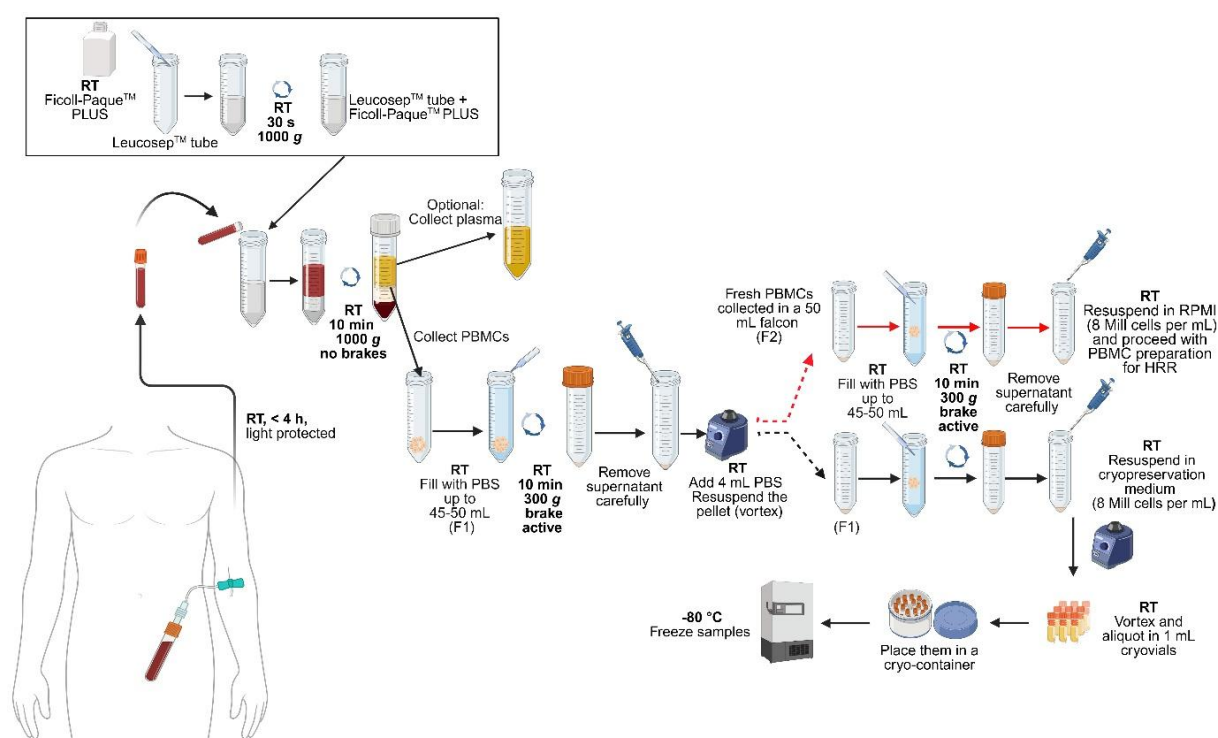 RT
Ficoll-Paque™
PLUS
Leucosep™ tube
RT
30 s
1000 g
Leucosep™ tube +
Ficoll-Paque™ PLUS
Optional:
Collect plasma
RT
10 min
1000 g
no brakes
Collect PBMCs
RT, < 4 h,
light protected
RT
Fill with PBS
up to
45-50 mL
(F1)
RT
10 min
300 g
brake
active
Remove
supernatant
carefully
RT
Add 4 mL PBS
Resuspend the
pellet (vortex)
Fresh PBMCs
collected in a 50
mL falcon
(F2)
RT
Fill with PBS
up to
45-50 mL
RT
10 min
300 g
brake
active
Remove
supernatant
carefully
RT
Resuspend in RPMI
(8 Mill cells per mL)
and proceed with
PBMC preparation
for HRR
(F1)
RT
Resuspend in
cryopreservation
medium
(8 Mill cells per mL)
RT
Vortex and
aliquot in 1 mL
cryovials
Place them in a
cryo-container
-80 °C
Freeze samples